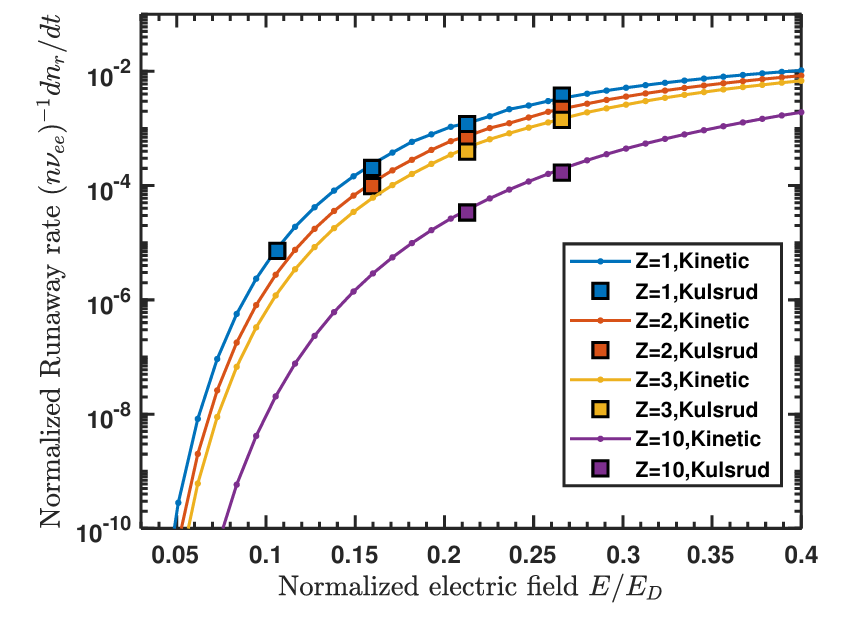 Normalized Runaway rate (nν_{ee})^{-1}dn_r/dt
10^{-2}
10^{-4}
10^{-6}
10^{-8}
10^{-10}
Z=1,Kinetic
Z=1,Kulsrud
Z=2,Kinetic
Z=2,Kulsrud
Z=3,Kinetic
Z=3,Kulsrud
Z=10,Kinetic
Z=10,Kulsrud
0.05 0.1 0.15 0.2 0.25 0.3 0.35 0.4
Normalized electric field E/E_D